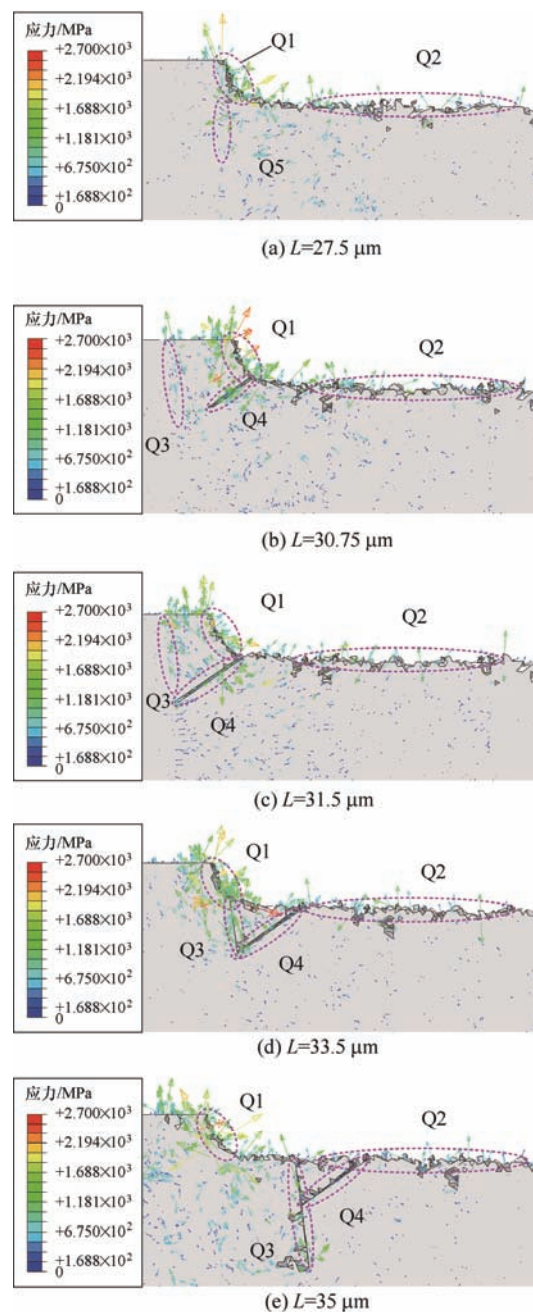 应力/MPa
+2.700×10³
+2.194×10³
+1.688×10³
+1.181×10³
+6.750×10²
+1.688×10²
0
Q1
Q2
Q5
(a) L=27.5 μm
应力/MPa
+2.700×10³
+2.194×10³
+1.688×10³
+1.181×10³
+6.750×10²
+1.688×10²
0
Q1
Q2
Q3
Q4
(b) L=30.75 μm
应力/MPa
+2.700×10³
+2.194×10³
+1.688×10³
+1.181×10³
+6.750×10²
+1.688×10²
0
Q1
Q2
Q3
Q4
(c) L=31.5 μm
应力/MPa
+2.700×10³
+2.194×10³
+1.688×10³
+1.181×10³
+6.750×10²
+1.688×10²
0
Q1
Q2
Q3
Q4
(d) L=33.5 μm
应力/MPa
+2.700×10³
+2.194×10³
+1.688×10³
+1.181×10³
+6.750×10²
+1.688×10²
0
Q1
Q2
Q4
Q3
(e) L=35 μm